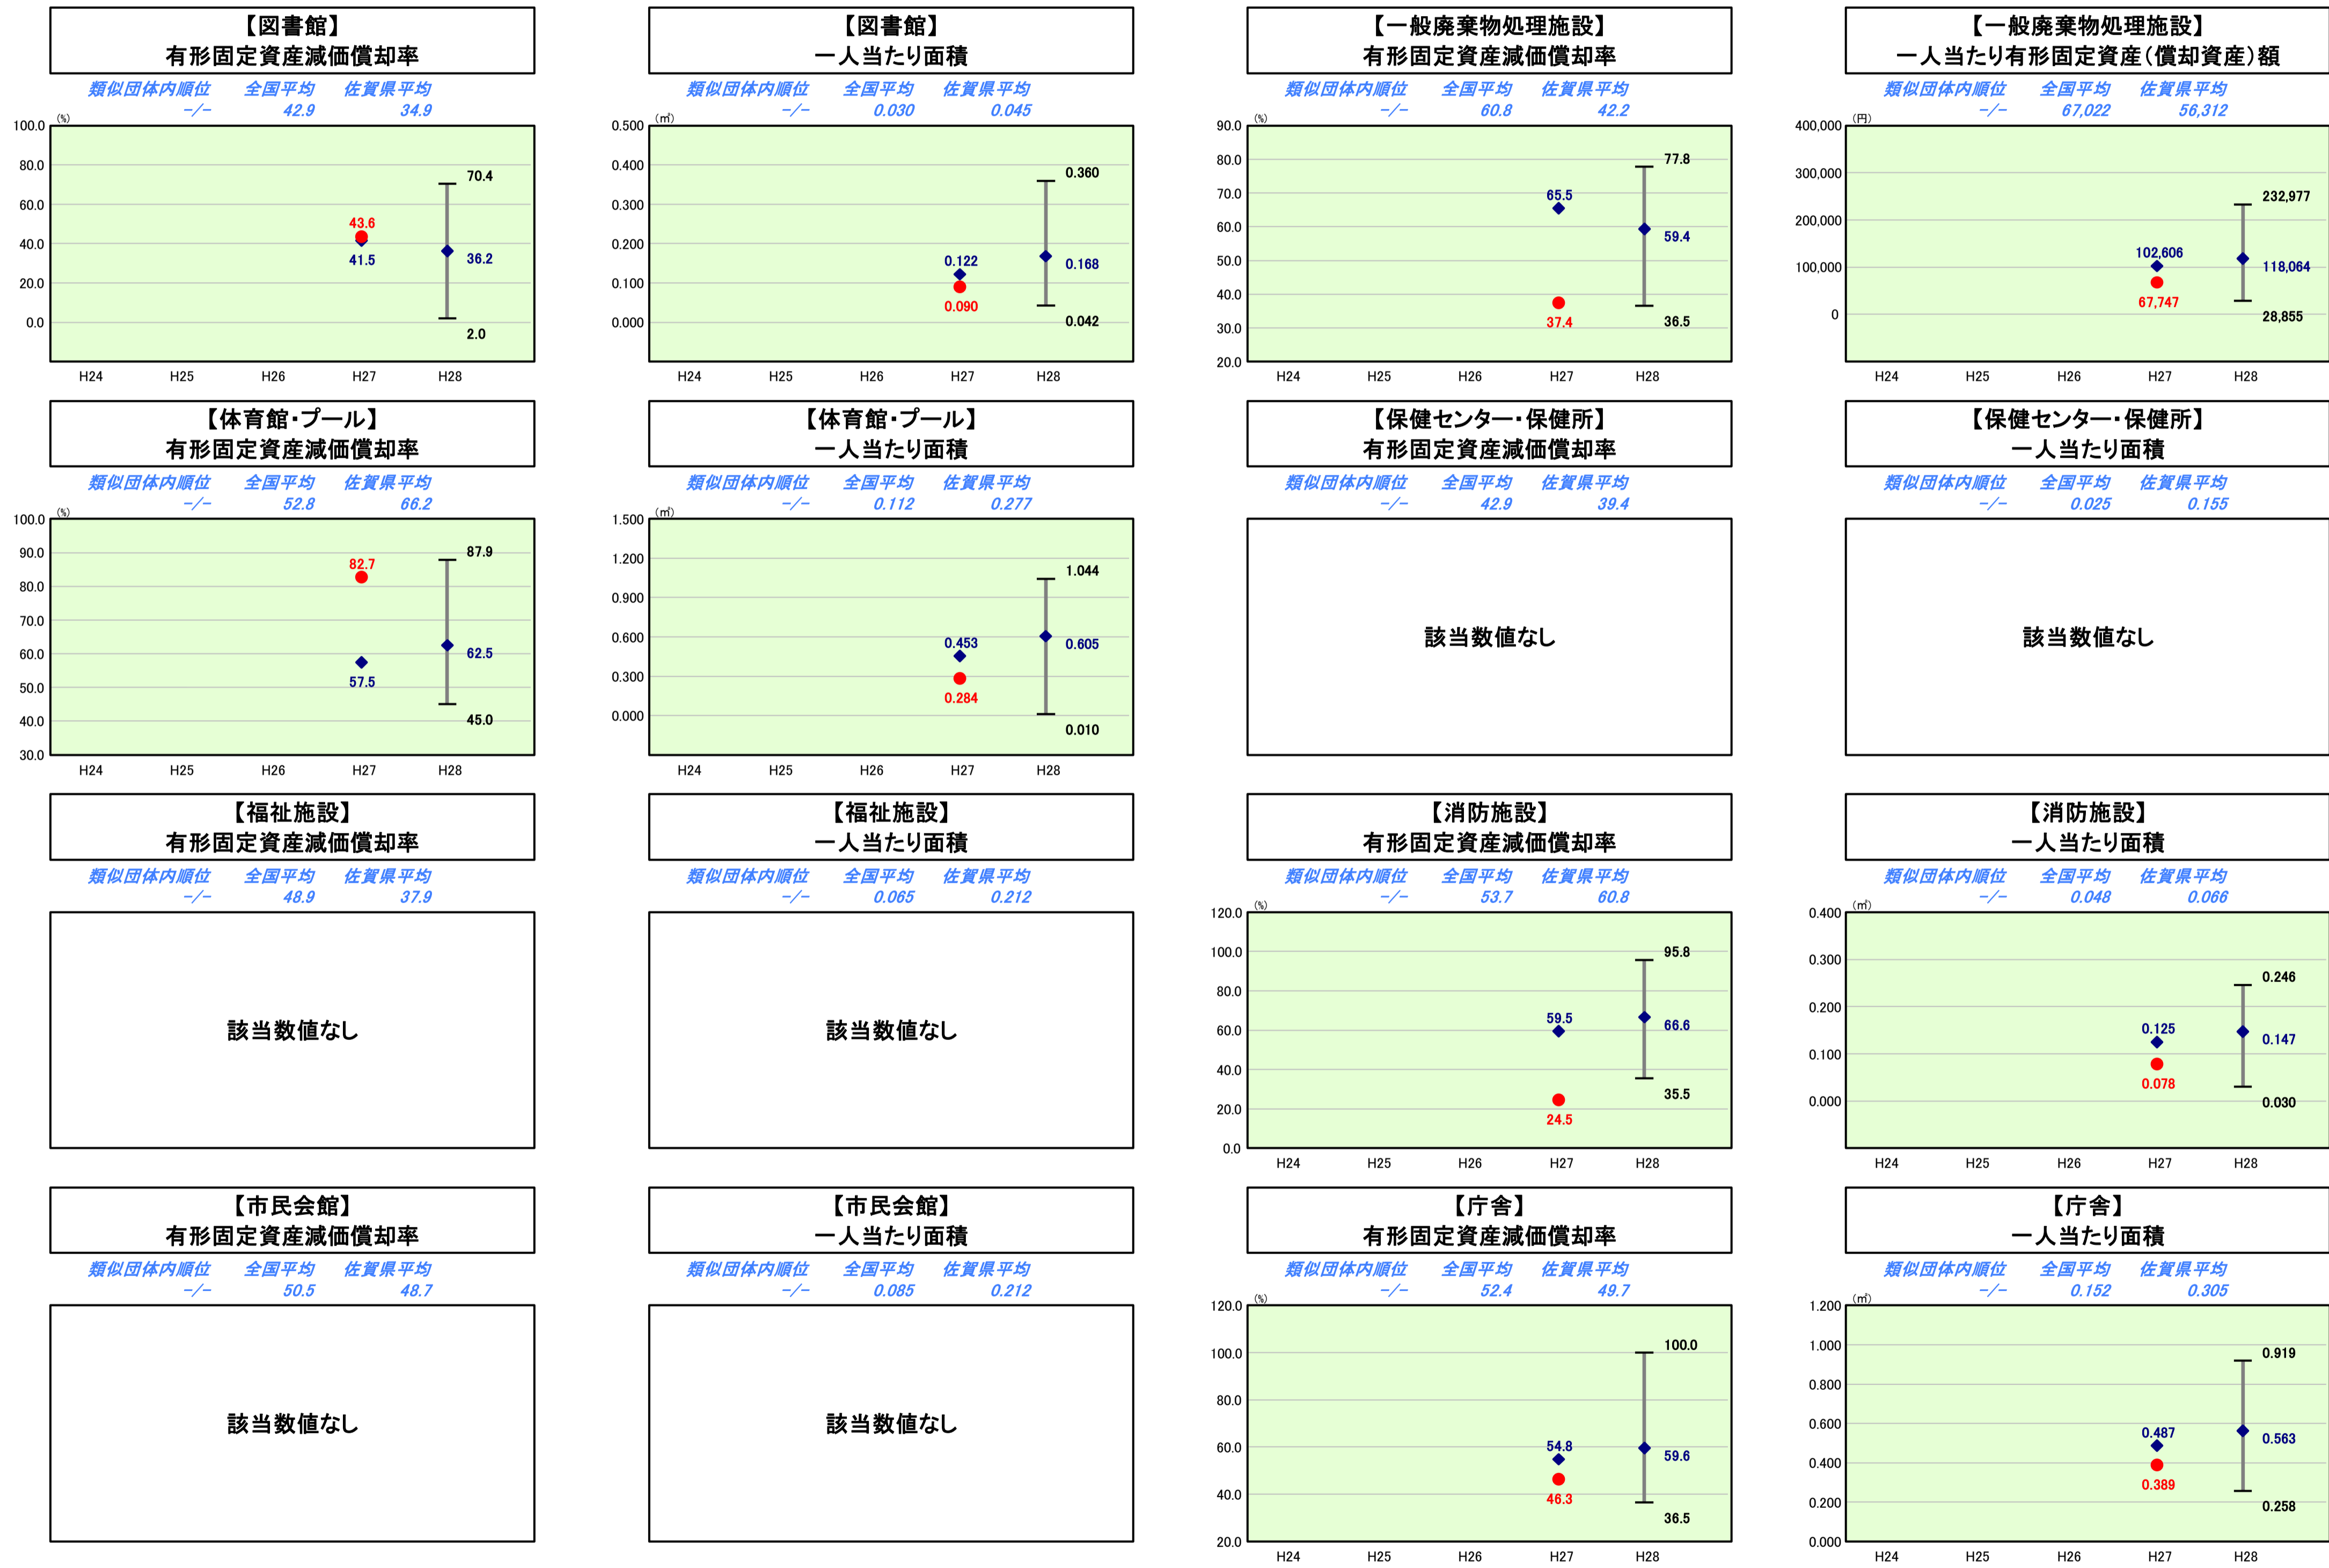 【図書館】
有形固定資産減価償却率
類似団体内順位 全国平均 佐賀県平均
-/- 42.9 34.9
(%)
100.0
80.0
60.0
40.0
20.0
0.0
70.4
43.6
41.5
36.2
2.0
H24 H25 H26 H27 H28
【図書館】
一人当たり面積
類似団体内順位 全国平均 佐賀県平均
-/- 0.030 0.045
(㎡)
0.500
0.400
0.300
0.200
0.100
0.000
0.360
0.122
0.168
0.090
0.042
H24 H25 H26 H27 H28
【一般廃棄物処理施設】
有形固定資産減価償却率
類似団体内順位 全国平均 佐賀県平均
-/- 60.8 42.2
(%)
90.0
80.0
70.0
60.0
50.0
40.0
30.0
20.0
77.8
65.5
59.4
37.4
36.5
H24 H25 H26 H27 H28
【一般廃棄物処理施設】
一人当たり有形固定資産(償却資産)額
類似団体内順位 全国平均 佐賀県平均
-/- 67,022 56,312
(円)
400,000
300,000
200,000
100,000
0
232,977
102,606
118,064
67,747
28,855
H24 H25 H26 H27 H28
【体育館・プール】
有形固定資産減価償却率
類似団体内順位 全国平均 佐賀県平均
-/- 52.8 66.2
(%)
100.0
90.0
80.0
70.0
60.0
50.0
40.0
30.0
87.9
82.7
62.5
57.5
45.0
H24 H25 H26 H27 H28
【体育館・プール】
一人当たり面積
類似団体内順位 全国平均 佐賀県平均
-/- 0.112 0.277
(㎡)
1.500
1.200
0.900
0.600
0.300
0.000
1.044
0.453
0.605
0.284
0.010
H24 H25 H26 H27 H28
【保健センター・保健所】
有形固定資産減価償却率
類似団体内順位 全国平均 佐賀県平均
-/- 42.9 39.4
該当数値なし
【保健センター・保健所】
一人当たり面積
類似団体内順位 全国平均 佐賀県平均
-/- 0.025 0.155
該当数値なし
【福祉施設】
有形固定資産減価償却率
類似団体内順位 全国平均 佐賀県平均
-/- 48.9 37.9
該当数値なし
【福祉施設】
一人当たり面積
類似団体内順位 全国平均 佐賀県平均
-/- 0.065 0.212
該当数値なし
【消防施設】
有形固定資産減価償却率
類似団体内順位 全国平均 佐賀県平均
-/- 53.7 60.8
(%)
120.0
100.0
80.0
60.0
40.0
20.0
0.0
95.8
59.5
66.6
35.5
24.5
H24 H25 H26 H27 H28
【消防施設】
一人当たり面積
類似団体内順位 全国平均 佐賀県平均
-/- 0.048 0.066
(㎡)
0.400
0.300
0.200
0.100
0.000
0.246
0.125
0.147
0.078
0.030
H24 H25 H26 H27 H28
【市民会館】
有形固定資産減価償却率
類似団体内順位 全国平均 佐賀県平均
-/- 50.5 48.7
該当数値なし
【市民会館】
一人当たり面積
類似団体内順位 全国平均 佐賀県平均
-/- 0.085 0.212
該当数値なし
【庁舎】
有形固定資産減価償却率
類似団体内順位 全国平均 佐賀県平均
-/- 52.4 49.7
(%)
120.0
100.0
80.0
60.0
40.0
20.0
100.0
54.8
59.6
46.3
36.5
H24 H25 H26 H27 H28
【庁舎】
一人当たり面積
類似団体内順位 全国平均 佐賀県平均
-/- 0.152 0.305
(㎡)
1.200
1.000
0.800
0.600
0.400
0.200
0.000
0.919
0.487
0.563
0.389
0.258
H24 H25 H26 H27 H28